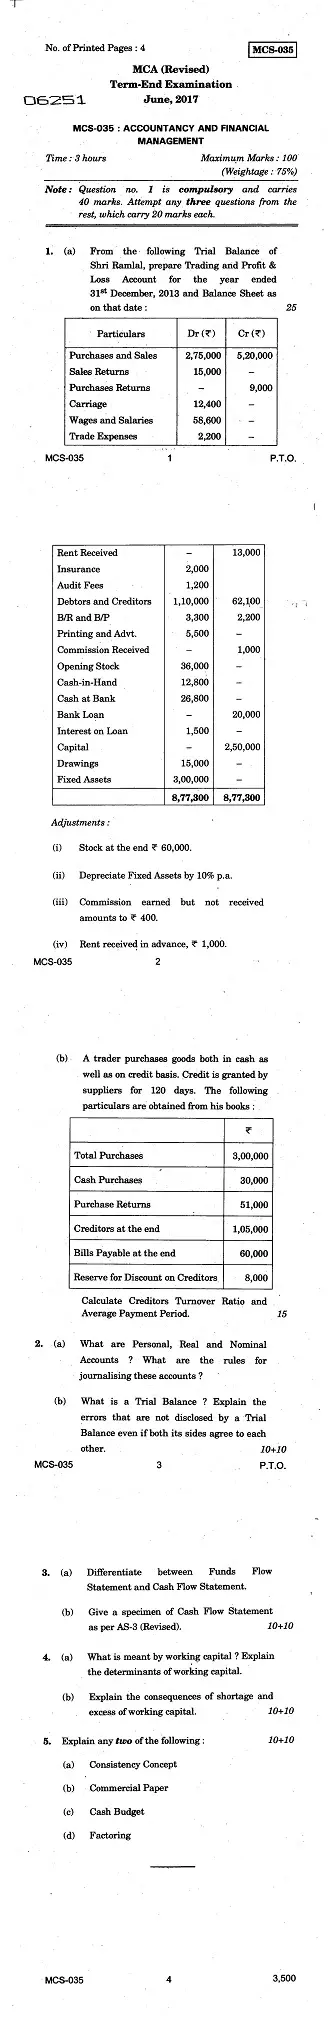 No. of Printed Pages : 4 MCS-035
MCA (Revised)
Term-End Examination
06251 June, 2017
MCS-035 : ACCOUNTANCY AND FINANCIAL
MANAGEMENT
Time : 3 hours Maximum Marks : 100
(Weightage : 75%)
Note : Question no. 1 is compulsory and carries
40 marks. Attempt any three questions from the
rest, which carry 20 marks each.
1. (a) From the following Trial Balance of
Shri Ramlal, prepare Trading and Profit &
Loss Account for the year ended
31st December, 2013 and Balance Sheet as
on that date : 25
Particulars Dr (₹) Cr (₹)
Purchases and Sales 2,75,000 5,20,000
Sales Returns 15,000 –
Purchases Returns – 9,000
Carriage 12,400 –
Wages and Salaries 58,600 –
Trade Expenses 2,200 –
MCS-035 1 P.T.O.
Rent Received – 13,000
Insurance 2,000
Audit Fees 1,200
Debtors and Creditors 1,10,000 62,100
B/R and B/P 3,300 2,200
Printing and Advt. 5,500 –
Commission Received – 1,000
Opening Stock 36,000 –
Cash-in-Hand 12,800 –
Cash at Bank 26,800 –
Bank Loan – 20,000
Interest on Loan 1,500 –
Capital – 2,50,000
Drawings 15,000 –
Fixed Assets 3,00,000 –
8,77,300 8,77,300
Adjustments :
(i) Stock at the end ₹ 60,000.
(ii) Depreciate Fixed Assets by 10% p.a.
(iii) Commission earned but not received
amounts to ₹ 400.
(iv) Rent received in advance, ₹ 1,000.
MCS-035 2
(b) A trader purchases goods both in cash as
well as on credit basis. Credit is granted by
suppliers for 120 days. The following
particulars are obtained from his books :
₹
Total Purchases 3,00,000
Cash Purchases 30,000
Purchase Returns 51,000
Creditors at the end 1,05,000
Bills Payable at the end 60,000
Reserve for Discount on Creditors 8,000
Calculate Creditors Turnover Ratio and
Average Payment Period. 15
2. (a) What are Personal, Real and Nominal
Accounts ? What are the rules for
journalising these accounts ?
(b) What is a Trial Balance ? Explain the
errors that are not disclosed by a Trial
Balance even if both its sides agree to each
other. 10+10
MCS-035 3 P.T.O.
3. (a) Differentiate between Funds Flow
Statement and Cash Flow Statement.
(b) Give a specimen of Cash Flow Statement
as per AS-3 (Revised). 10+10
4. (a) What is meant by working capital ? Explain
the determinants of working capital.
(b) Explain the consequences of shortage and
excess of working capital. 10+10
5. Explain any two of the following : 10+10
(a) Consistency Concept
(b) Commercial Paper
(c) Cash Budget
(d) Factoring
MCS-035 4 3,500